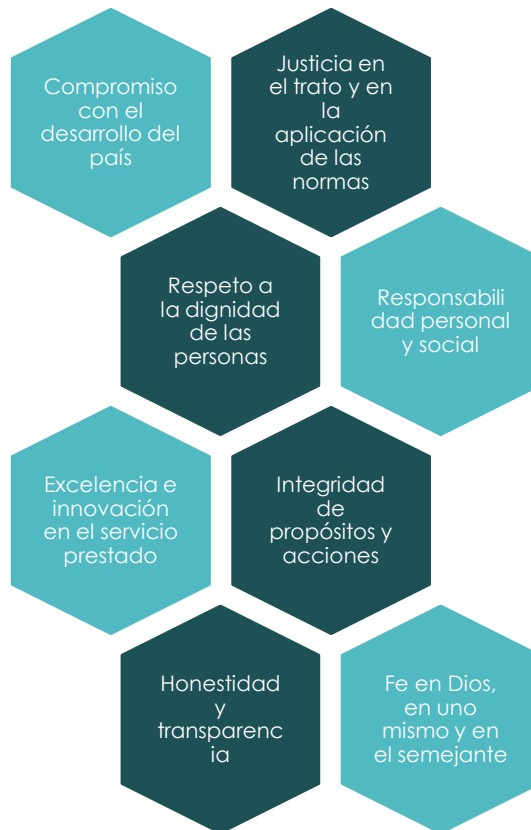 Compromiso
con el
desarrollo del
país
Justicia en
el trato y en
la
aplicación
de las
normas
Respeto a
la dignidad
de las
personas
Responsabili
dad personal
y social
Excelencia e
innovación
en el servicio
prestado
Integridad
de
propósitos y
acciones
Honestidad
y
transparenc
ia
Fe en Dios,
en uno
mismo y en
el semejante